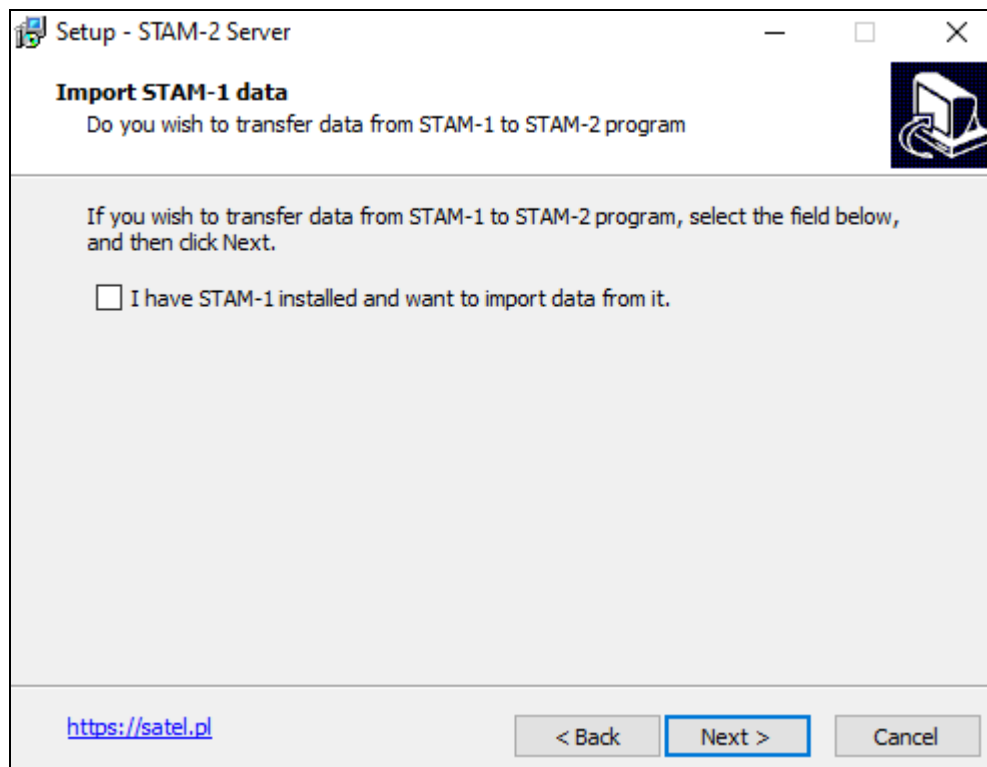 Setup - STAM-2 Server
Import STAM-1 data
Do you wish to transfer data from STAM-1 to STAM-2 program
If you wish to transfer data from STAM-1 to STAM-2 program, select the field below,
and then click Next.
I have STAM-1 installed and want to import data from it.
https://satel.pl
< Back
Next >
Cancel